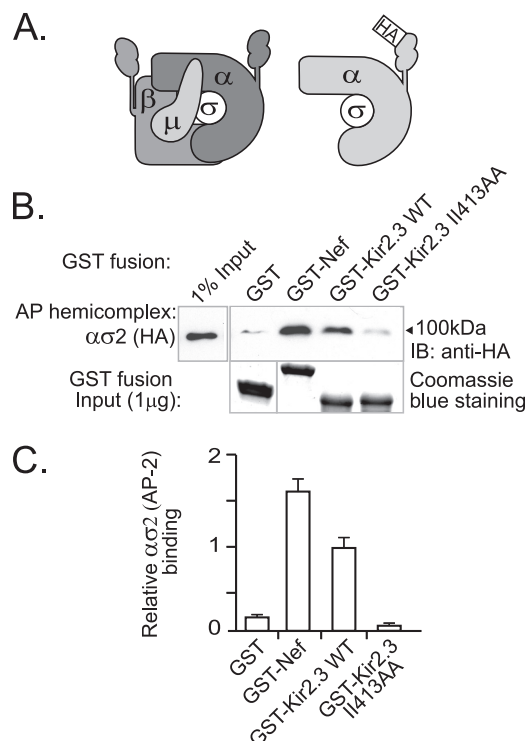 A.
HA
β
μ
α
σ
α
σ
B.
GST fusion:
1% Input
GST
GST-Nef
GST-Kir2.3 WT
GST-Kir2.3 II413AA
AP hemicomplex:
ασ2 (HA)
◂100kDa
IB: anti-HA
GST fusion
Input (1μg):
Coomassie
blue staining
C.
Relative ασ2 (AP-2)
binding
2
1
0
GST
GST-Nef
GST-Kir2.3 WT
GST-Kir2.3
II413AA